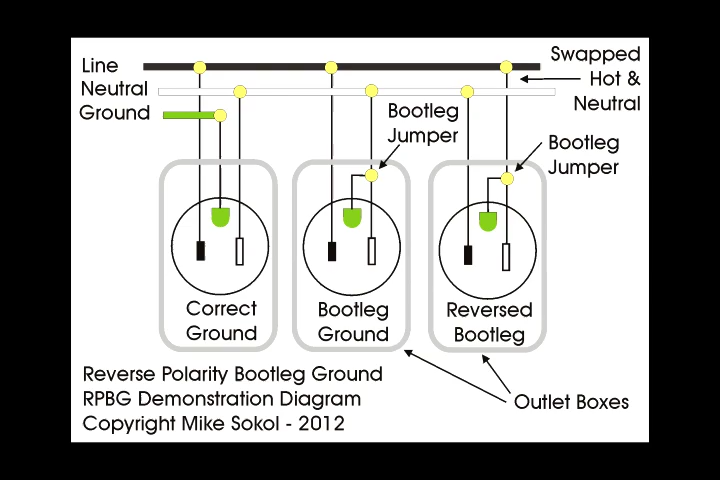 Line
Neutral
Ground
Swapped
Hot &
Neutral
Bootleg
Jumper
Bootleg
Jumper
Correct
Ground
Bootleg
Ground
Reversed
Bootleg
Reverse Polarity Bootleg Ground
RPBG Demonstration Diagram
Copyright Mike Sokol - 2012
Outlet Boxes